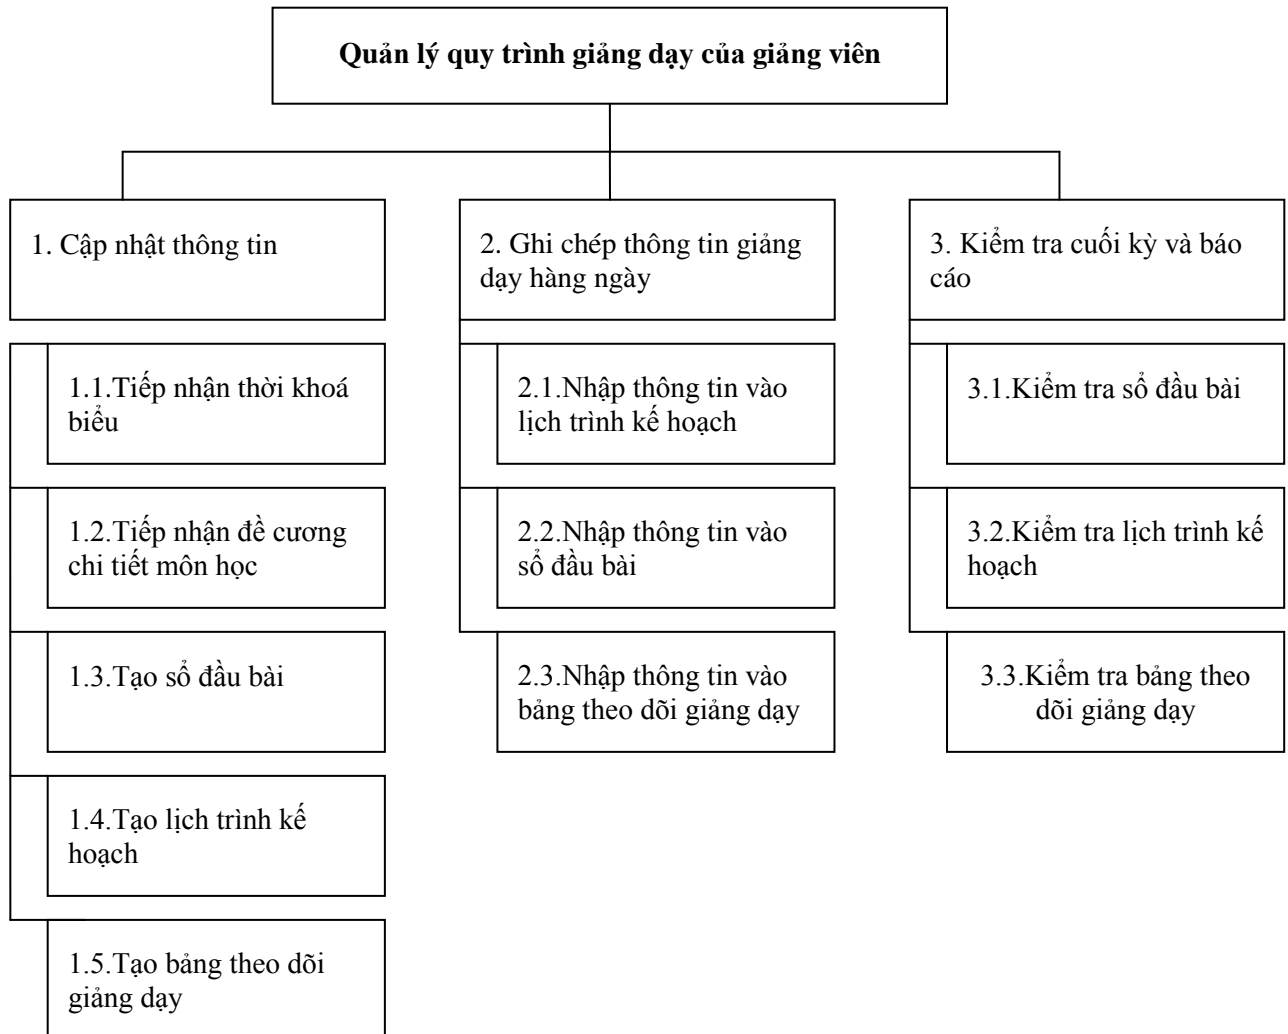 Quản lý quy trình giảng dạy của giảng viên
1. Cập nhật thông tin
2. Ghi chép thông tin giảng
dạy hàng ngày
3. Kiểm tra cuối kỳ và báo
cáo
1.1.Tiếp nhận thời khoá
biểu
2.1.Nhập thông tin vào
lịch trình kế hoạch
3.1.Kiểm tra sổ đầu bài
1.2.Tiếp nhận đề cương
chi tiết môn học
2.2.Nhập thông tin vào
sổ đầu bài
3.2.Kiểm tra lịch trình kế
hoạch
1.3.Tạo sổ đầu bài
2.3.Nhập thông tin vào
bảng theo dõi giảng dạy
3.3.Kiểm tra bảng theo
dõi giảng dạy
1.4.Tạo lịch trình kế
hoạch
1.5.Tạo bảng theo dõi
giảng dạy